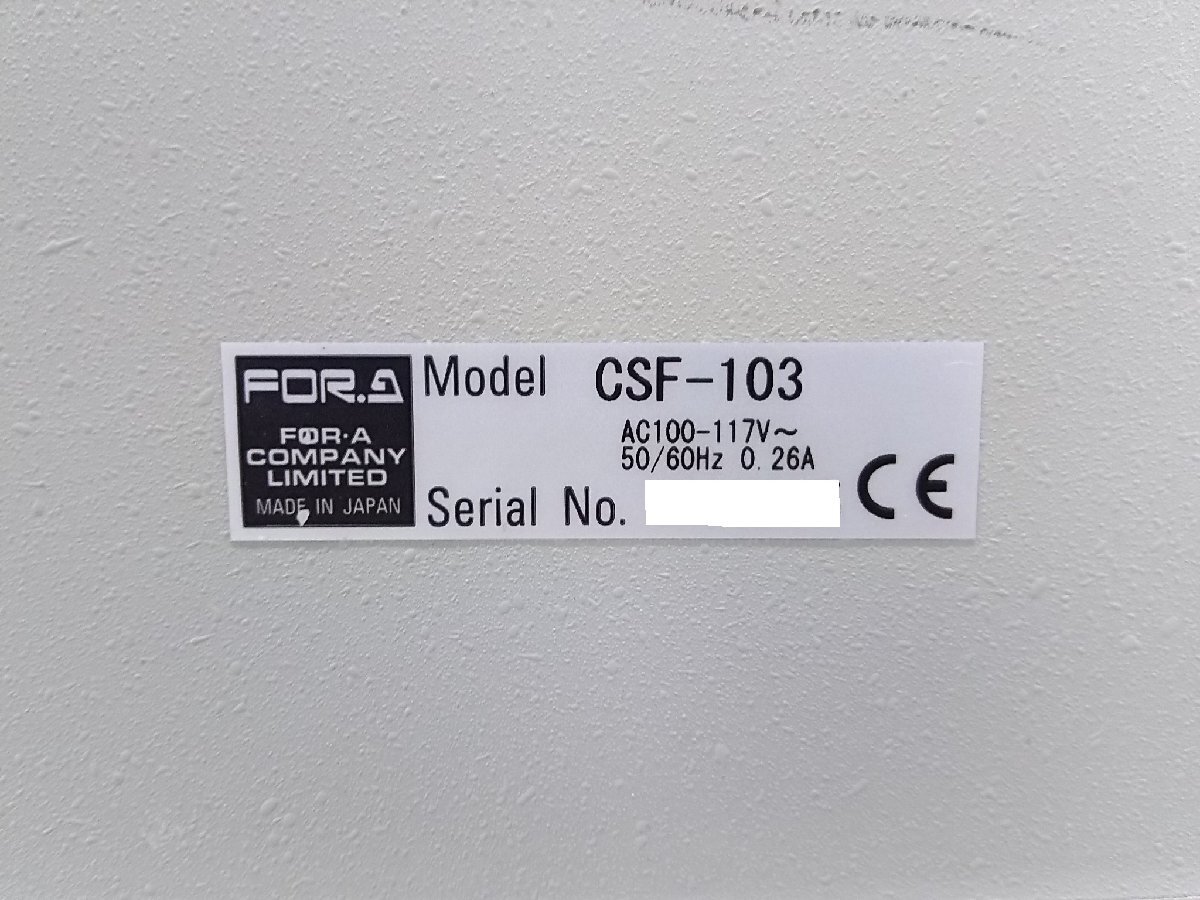 FOR.A
FOR·A
COMPANY
LIMITED
MADE IN JAPAN
Model CSF-103
AC100-117V~
50/60Hz 0.26A
Serial No.
CE